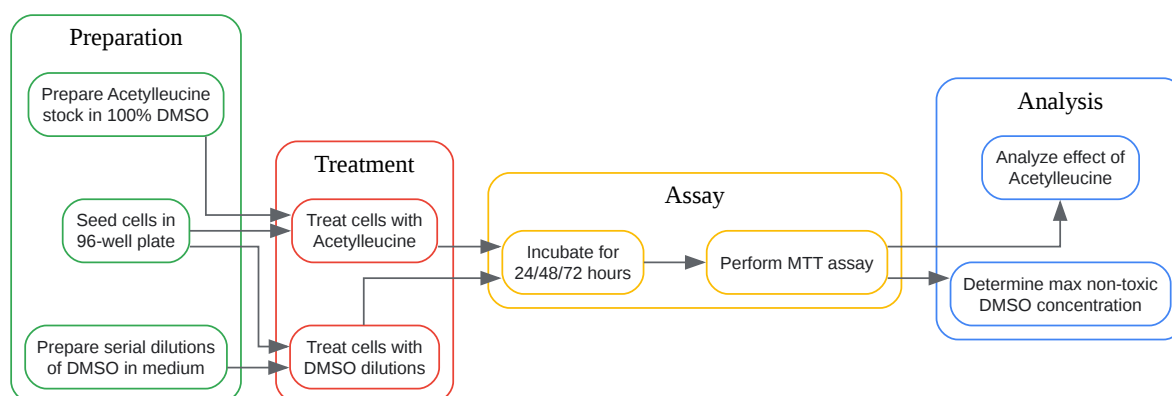 Preparation
Prepare Acetylleucine
stock in 100% DMSO
Seed cells in
96-well plate
Prepare serial dilutions
of DMSO in medium
Treatment
Treat cells with
Acetylleucine
Treat cells with
DMSO dilutions
Assay
Incubate for
24/48/72 hours
Perform MTT assay
Analysis
Analyze effect of
Acetylleucine
Determine max non-toxic
DMSO concentration